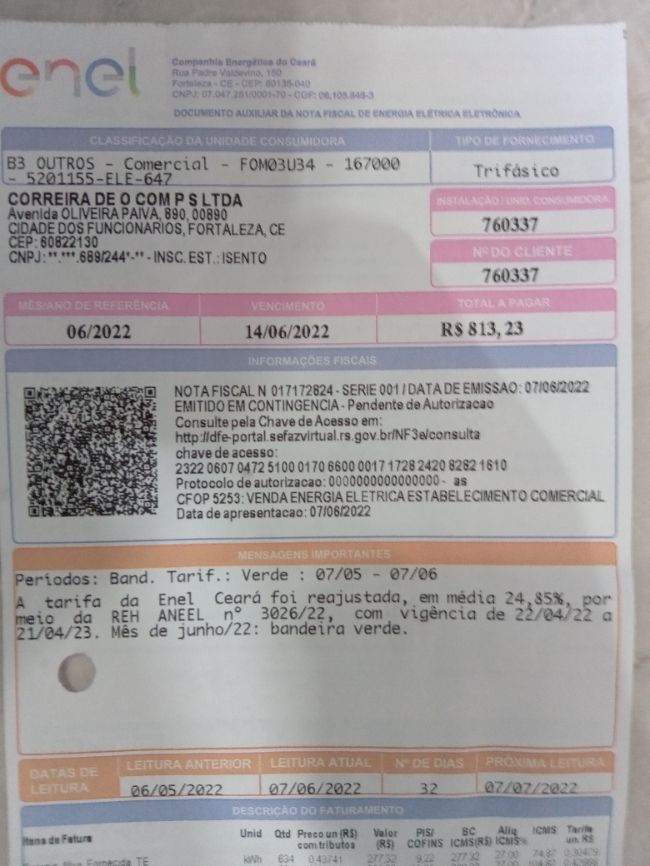 enel
Companhia Energética do Ceará
Rua Padre Valdevino, 150
Fortaleza - CE - CEP: 60135-040
CNPJ: 07.047.251/0001-70 - CGF: 06.105.848-3
DOCUMENTO AUXILIAR DA NOTA FISCAL DE ENERGIA ELÉTRICA ELETRÔNICA
CLASSIFICAÇÃO DA UNIDADE CONSUMIDORA
TIPO DE FORNECIMENTO
B3 OUTROS - Comercial - FOM03U34 - 167000
- 5201155-ELE-647
Trifásico
CORREIRA DE O COM P S LTDA
Avenida OLIVEIRA PAIVA, 890, 00890
CIDADE DOS FUNCIONARIOS, FORTALEZA, CE
CEP: 60822130
CNPJ: **.***.689/244*-** - INSC. EST.: ISENTO
INSTALAÇÃO / UNID. CONSUMIDORA
760337
Nº DO CLIENTE
760337
MÊS/ANO DE REFERÊNCIA
VENCIMENTO
TOTAL A PAGAR
06/2022
14/06/2022
R$ 813,23
INFORMAÇÕES FISCAIS
NOTA FISCAL N 017172824 - SERIE 001 / DATA DE EMISSAO: 07/06/2022
EMITIDO EM CONTINGENCIA - Pendente de Autorizacao
Consulte pela Chave de Acesso em:
http://dfe-portal.sefazvirtual.rs.gov.br/NF3e/consulta
chave de acesso:
2322 0607 0472 5100 0170 6600 0017 1728 2420 8282 1610
Protocolo de autorizacao: 0000000000000000 - as
CFOP 5253: VENDA ENERGIA ELETRICA ESTABELECIMENTO COMERCIAL
Data de apresentacao: 07/06/2022
MENSAGENS IMPORTANTES
Períodos: Band. Tarif.: Verde : 07/05 - 07/06
A tarifa da Enel Ceará foi reajustada, em média 24,85%, por
meio da REH ANEEL nº 3026/22, com vigência de 22/04/22 a
21/04/23. Mês de junho/22: bandeira verde.
DATAS DE LEITURA
LEITURA ANTERIOR
LEITURA ATUAL
Nº DE DIAS
PRÓXIMA LEITURA
06/05/2022
07/06/2022
32
07/07/2022
DESCRIÇÃO DO FATURAMENTO
Itens de Fatura
Unid
Qtd
Preco un (R$) com tributos
Valor (R$)
PIS/ COFINS
BC ICMS(R$)
Aliq ICMS%
ICMS
Tarifa un. R$
Fornecida TE
kWh
634
0,43741
277,32
9,22
277,32
27,00
74,87